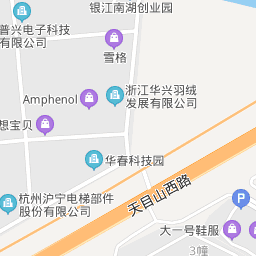 银江南湖创业园
普兴电子科技
有限公司
雪格
浙江华兴羽绒
发展有限公司
Amphenol
想宝贝
华春科技园
天目山西路
杭州沪宁电梯部件
股份有限公司
P
大一号鞋服
3幢